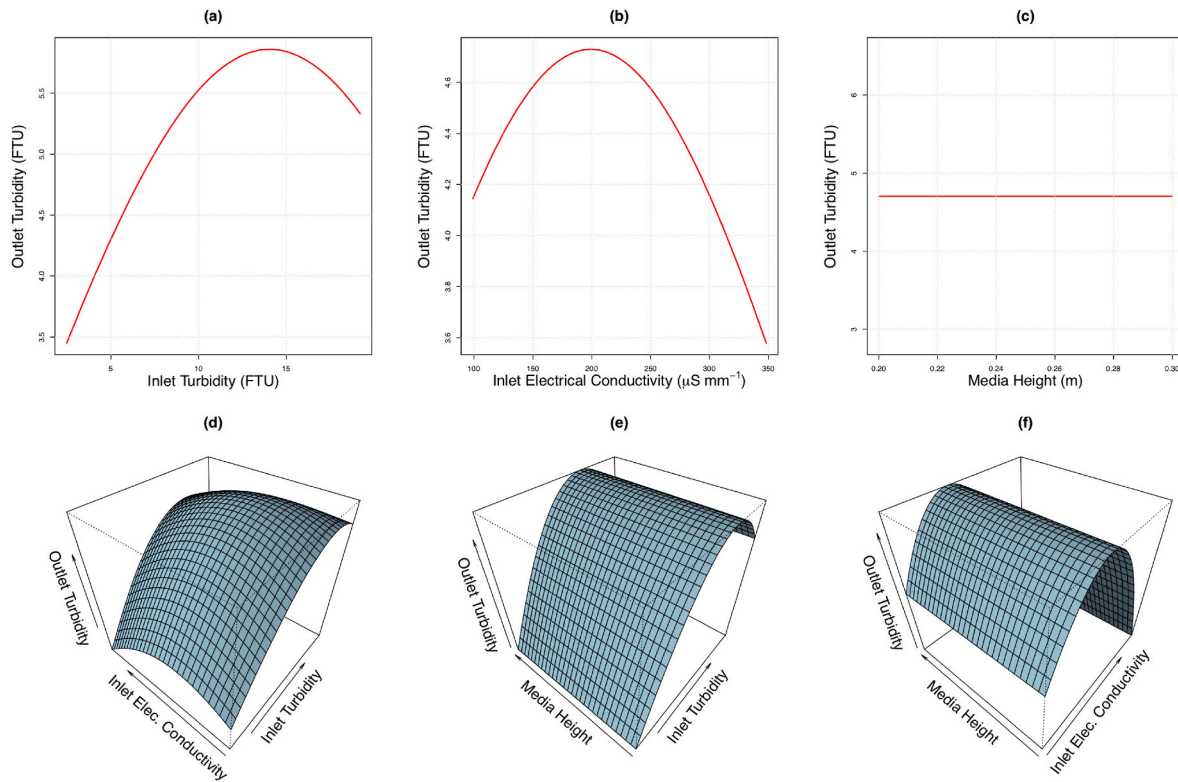 (a)
5.5
5.0
4.5
4.0
3.5
Outlet Turbidity (FTU)
5
10
15
Inlet Turbidity (FTU)
(b)
4.6
4.4
4.2
4.0
3.8
3.6
Outlet Turbidity (FTU)
100
150
200
250
300
350
Inlet Electrical Conductivity (μS mm⁻¹)
(c)
6
5
4
3
Outlet Turbidity (FTU)
0.20
0.22
0.24
0.26
0.28
0.30
Media Height (m)
(d)
Outlet Turbidity
Inlet Elec. Conductivity
Inlet Turbidity
(e)
Outlet Turbidity
Media Height
Inlet Turbidity
(f)
Outlet Turbidity
Media Height
Inlet Elec. Conductivity